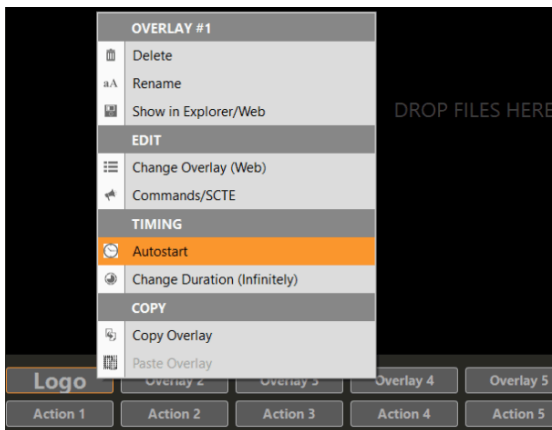 OVERLAY #1
Delete
aA Rename
Show in Explorer/Web
DROP FILES HERE
EDIT
Change Overlay (Web)
Commands/SCTE
TIMING
Autostart
Change Duration (Infinitely)
COPY
Copy Overlay
Paste Overlay
Logo Overlay 2 Overlay 3 Overlay 4 Overlay 5
Action 1 Action 2 Action 3 Action 4 Action 5